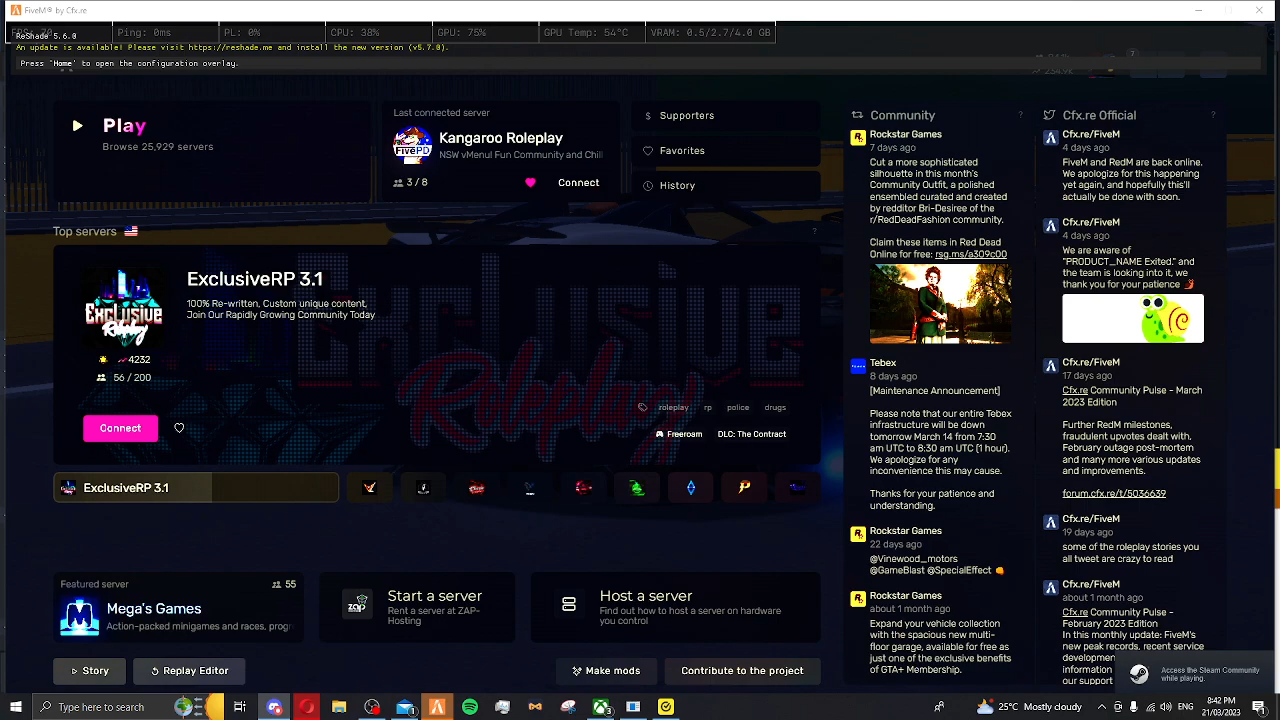 FiveM® by Cfx.re
Ping: 0ms
PL: 0%
CPU: 38%
GPU: 75%
GPU Temp: 54°C
VRAM: 0.5/2.7/4.0 GB
ReShade 5.6.0
An update is available! Please visit https://reshade.me and install the new version (v5.7.0).
Press 'Home' to open the configuration overlay.
7
Play
Browse 25,929 servers
Last connected server
FivePD
Kangaroo Roleplay
NSW vMenul Fun Community and Chill
3 / 8
Connect
$ Supporters
Favorites
History
Top servers
?
EXCLUSIVE
Roleplay
ExclusiveRP 3.1
100% Re-written, Custom unique content,
Join Our Rapidly Growing Community Today
4232
56 / 200
Connect
roleplay rp police drugs
Freeroam DLC: The Contract
ExclusiveRP 3.1
Featured server
55
Mega's Games
Action-packed minigames and races, progr...
Start a server
Rent a server at ZAP-
Hosting
Host a server
Find out how to host a server on hardware
you control
Story
Replay Editor
Make mods
Contribute to the project
Community
?
Rockstar Games
7 days ago
Cut a more sophisticated
silhouette in this month's
Community Outfit, a polished
ensembled curated and created
by redditor Bri-Desiree of the
r/RedDeadFashion community.
Claim these items in Red Dead
Online for free: rsg.ms/a309c00
Tebex
8 days ago
[Maintenance Announcement]
Please note that our entire Tebex
infrastructure will be down
tomorrow March 14 from 7:30
am UTC to 8:30 am UTC (1 hour).
We apologize for any
inconvenience this may cause.
Thanks for your patience and
understanding.
Rockstar Games
22 days ago
@Vinewood_motors
@GameBlast @SpecialEffect
Rockstar Games
about 1 month ago
Expand your vehicle collection
with the spacious new multi-
floor garage, available for free as
just one of the exclusive benefits
of GTA+ Membership.
Cfx.re Official
?
Cfx.re/FiveM
4 days ago
FiveM and RedM are back online.
We apologize for this happening
yet again, and hopefully this'll
actually be done with soon.
Cfx.re/FiveM
4 days ago
We are aware of
"PRODUCT_NAME Exited." and
the team is looking into it, we
thank you for your patience
Cfx.re/FiveM
17 days ago
Cfx.re Community Pulse - March
2023 Edition
Further RedM milestones,
fraudulent upvotes dealt with,
February outage post-mortem
and many more various updates
and improvements.
forum.cfx.re/t/5036639
Cfx.re/FiveM
19 days ago
some of the roleplay stories you
all tweet are crazy to read
Cfx.re/FiveM
about 1 month ago
Cfx.re Community Pulse -
February 2023 Edition
In this monthly update: FiveM's
new peak records, recent service
information
our support
Access the Steam Community
while playing.
Type here to search
25°C Mostly cloudy
ENG
8:42 PM
21/03/2023